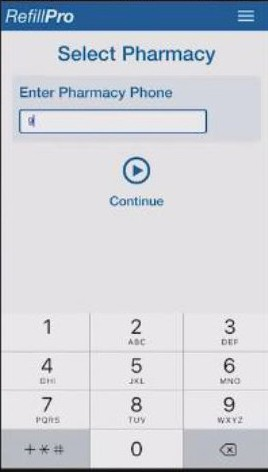 RefillPro
Select Pharmacy
Enter Pharmacy Phone
Continue
1
2
3
ABC
DEF
4
5
6
GHI
JKL
MNO
7
8
9
PQRS
TUV
WXYZ
+*#
0